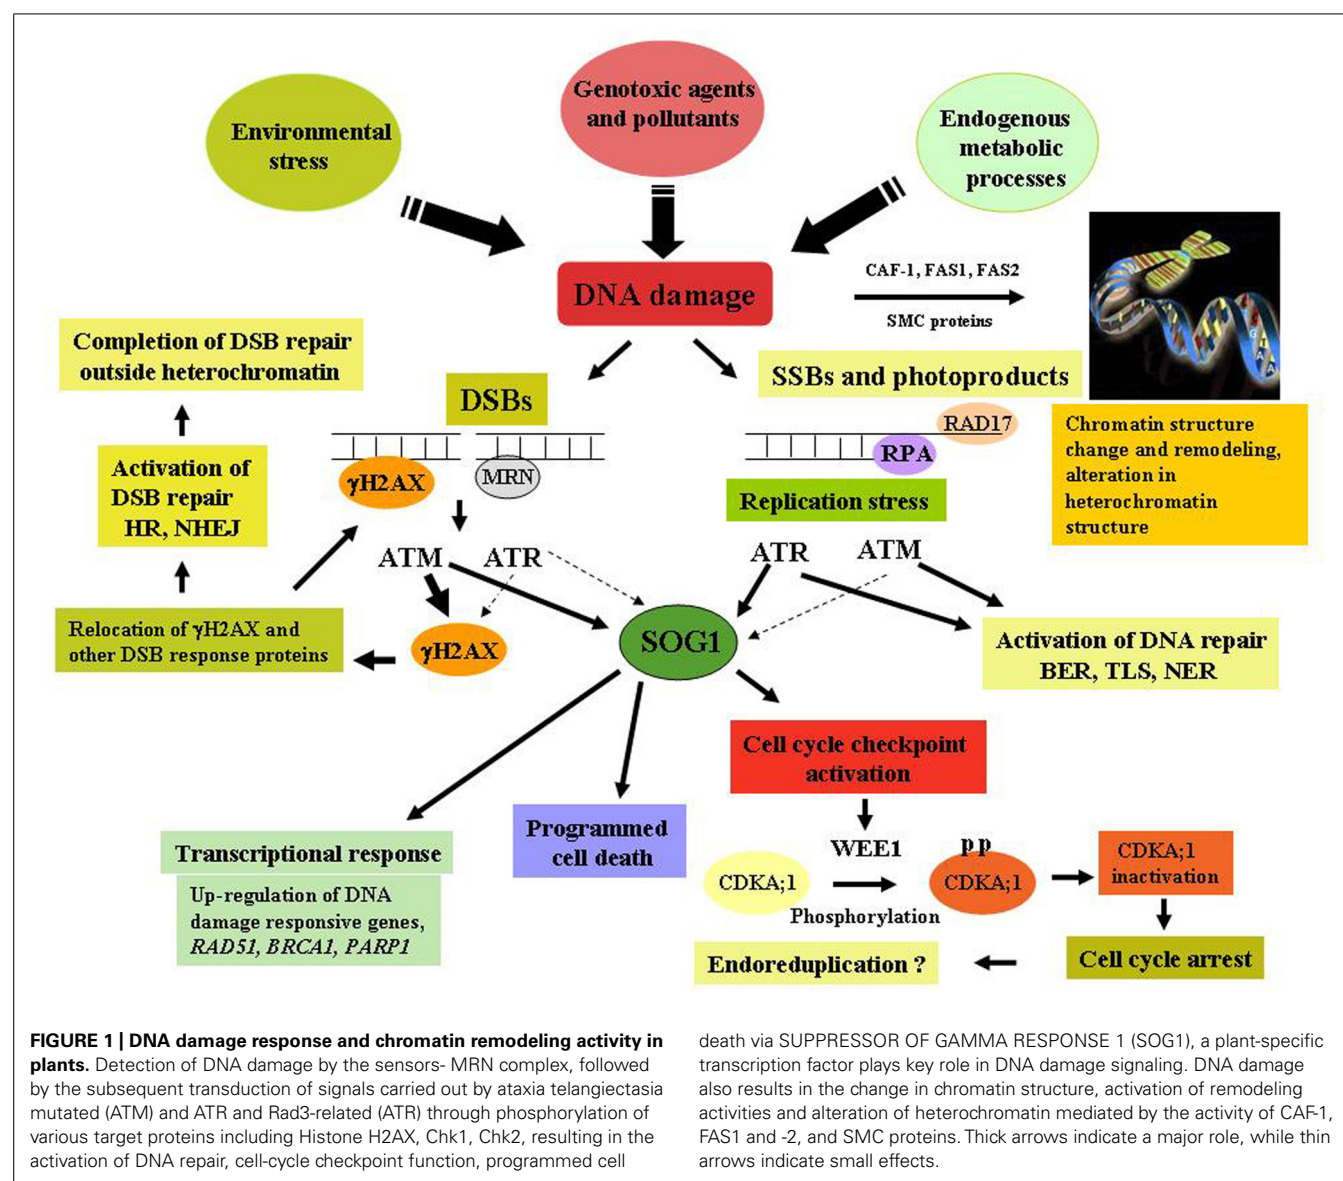 Environmental
stress
Genotoxic agents
and pollutants
Endogenous
metabolic
processes
DNA damage
CAF-1, FAS1, FAS2
SMC proteins
Completion of DSB repair
outside heterochromatin
DSBs
SSBs and photoproducts
G T A A
Activation of
DSB repair
HR, NHEJ
γH2AX
MRN
RAD17
RPA
Replication stress
Chromatin structure
change and remodeling,
alteration in
heterochromatin
structure
ATM ATR
ATR ATM
Relocation of γH2AX and
other DSB response proteins
γH2AX
SOG1
Activation of DNA repair
BER, TLS, NER
Cell cycle checkpoint
activation
Transcriptional response
Up-regulation of DNA
damage responsive genes,
RAD51, BRCA1, PARP1
Programmed
cell death
WEE1
CDKA;1
Phosphorylation
p p
CDKA;1
CDKA;1
inactivation
Cell cycle arrest
Endoreduplication ?
FIGURE 1 | DNA damage response and chromatin remodeling activity in
plants. Detection of DNA damage by the sensors- MRN complex, followed
by the subsequent transduction of signals carried out by ataxia telangiectasia
mutated (ATM) and ATR and Rad3-related (ATR) through phosphorylation of
various target proteins including Histone H2AX, Chk1, Chk2, resulting in the
activation of DNA repair, cell-cycle checkpoint function, programmed cell
death via SUPPRESSOR OF GAMMA RESPONSE 1 (SOG1), a plant-specific
transcription factor plays key role in DNA damage signaling. DNA damage
also results in the change in chromatin structure, activation of remodeling
activities and alteration of heterochromatin mediated by the activity of CAF-1,
FAS1 and -2, and SMC proteins. Thick arrows indicate a major role, while thin
arrows indicate small effects.